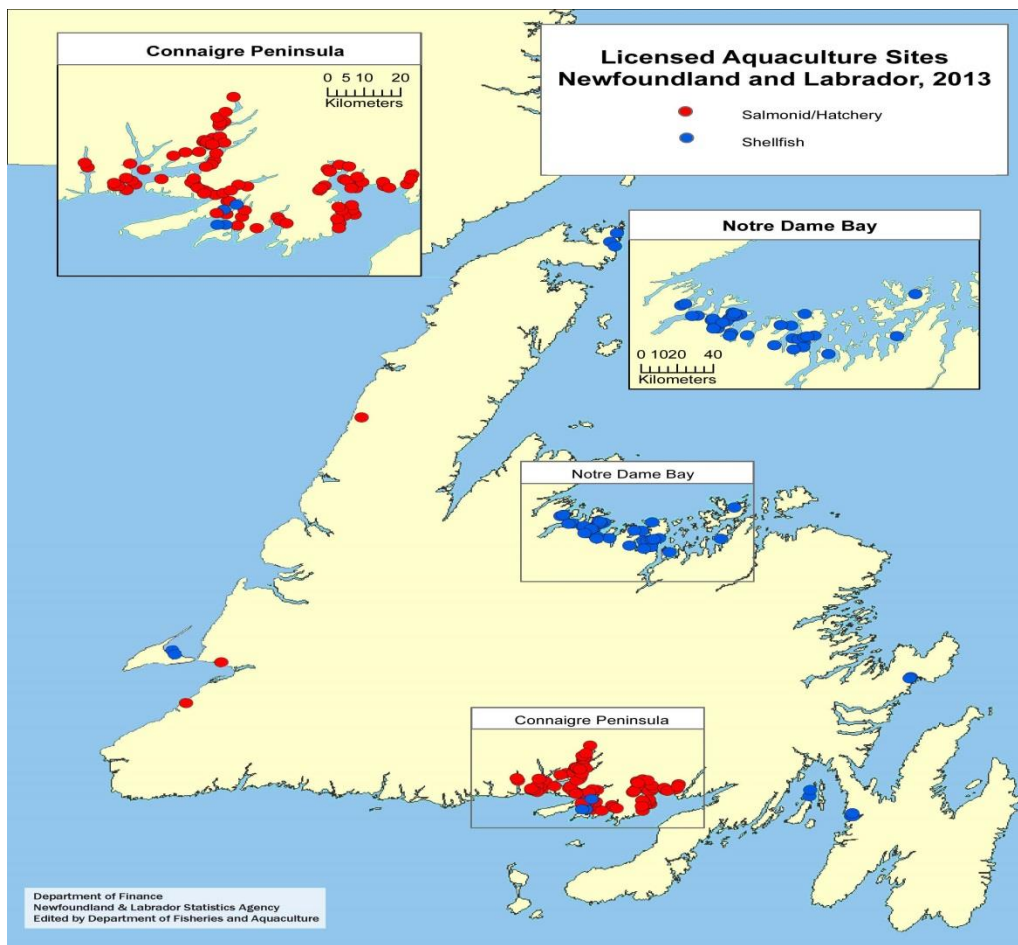 Connaigre Peninsula
0 5 10 20
Kilometers
Licensed Aquaculture Sites
Newfoundland and Labrador, 2013
Salmonid/Hatchery
Shellfish
Notre Dame Bay
0 1020 40
Kilometers
Notre Dame Bay
Connaigre Peninsula
Department of Finance
Newfoundland & Labrador Statistics Agency
Edited by Department of Fisheries and Aquaculture